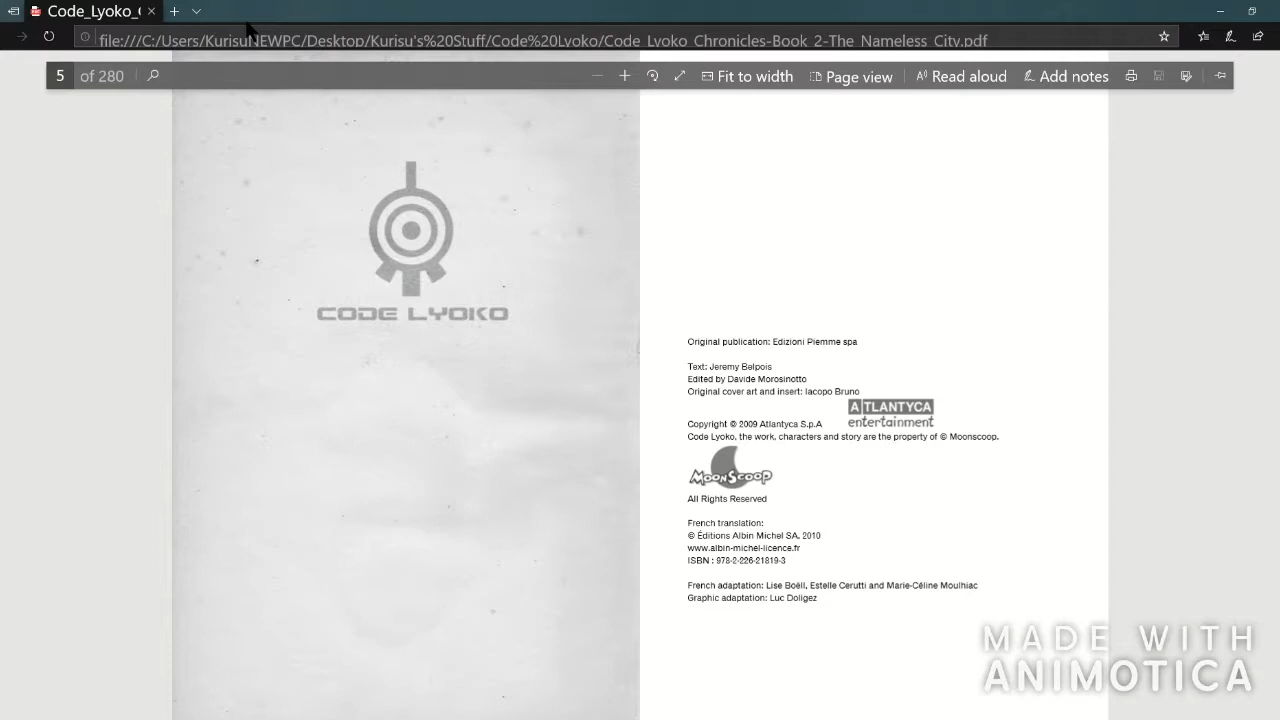 Code_Lyoko_
file:///C:/Users/KurisuNEWPC/Desktop/Kurisu's%20Stuff/Code%20Lyoko/Code_Lyoko_Chronicles-Book_2-The_Nameless_City.pdf
5 of 280
Fit to width
Page view
Read aloud
Add notes
CODE LYOKO
Original publication: Edizioni Piemme spa
Text: Jeremy Belpois
Edited by Davide Morosinotto
Original cover art and insert: Iacopo Bruno
ATLANTYCA
entertainment
Copyright © 2009 Atlantyca S.p.A
Code Lyoko, the work, characters and story are the property of © Moonscoop.
MOONSCOOP
All Rights Reserved
French translation:
© Éditions Albin Michel SA, 2010
www.albin-michel-licence.fr
ISBN : 978-2-226-21819-3
French adaptation: Lise Boëll, Estelle Cerutti and Marie-Céline Moulhiac
Graphic adaptation: Luc Doligez
MADE WITH
ANIMOTICA